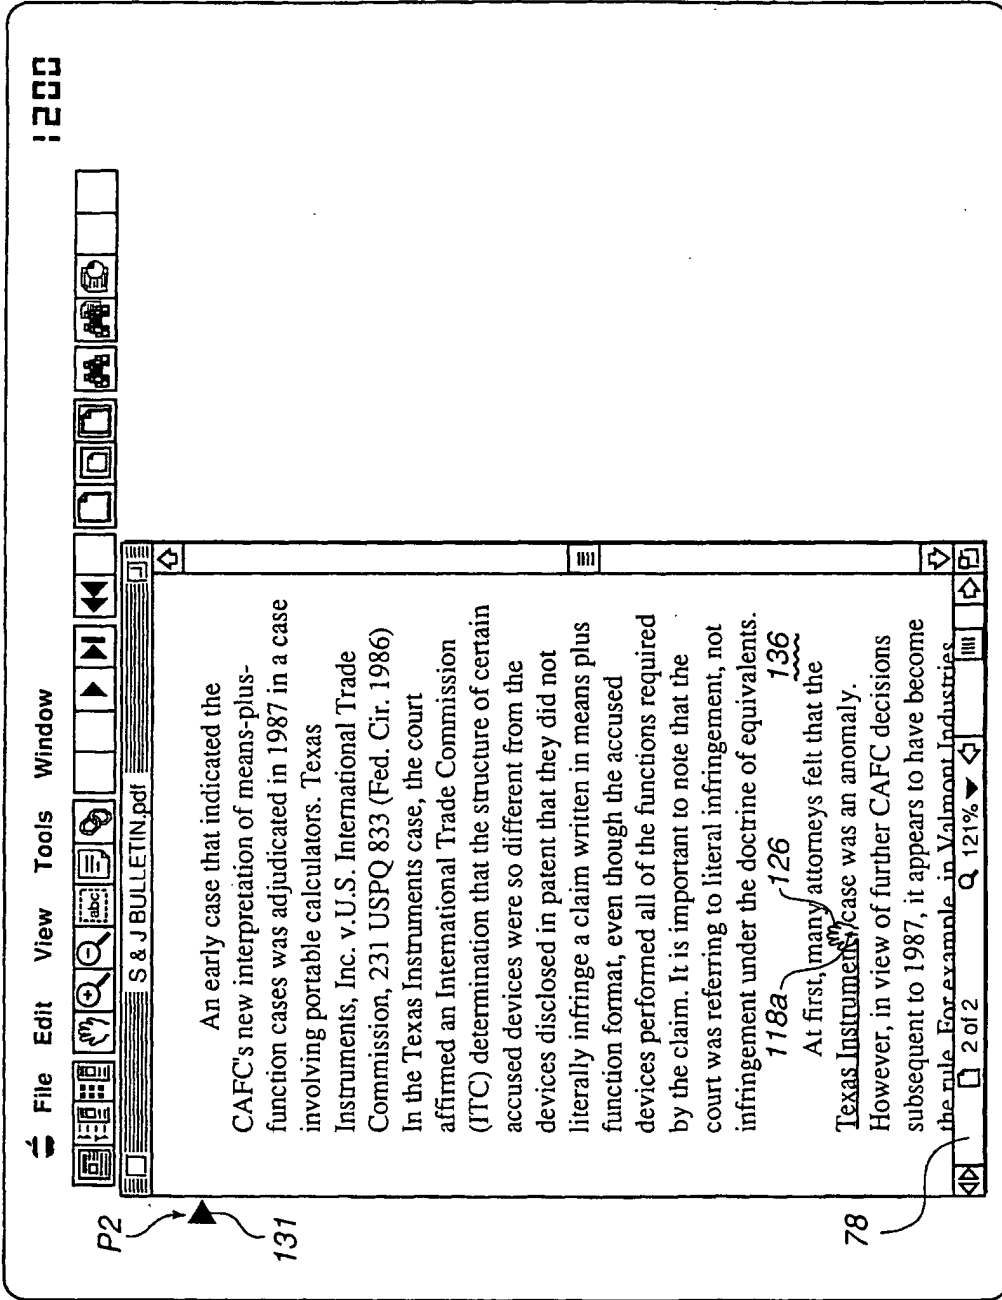 1200
File Edit View Tools Window
abc
S & J BULLETIN.pdf
P2
131
An early case that indicated the
CAFC's new interpretation of means-plus-
function cases was adjudicated in 1987 in a case
involving portable calculators. Texas
Instruments, Inc. v.U.S. International Trade
Commission, 231 USPQ 833 (Fed. Cir. 1986)
In the Texas Instruments case, the court
affirmed an International Trade Commission
(ITC) determination that the structure of certain
accused devices were so different from the
devices disclosed in patent that they did not
literally infringe a claim written in means plus
function format, even though the accused
devices performed all of the functions required
by the claim. It is important to note that the
court was referring to literal infringement, not
infringement under the doctrine of equivalents.
118a 126 136
At first, many attorneys felt that the
Texas Instruments case was an anomaly.
However, in view of further CAFC decisions
subsequent to 1987, it appears to have become
the rule. For example, in Valmont Industries
78
2 of 2 121%